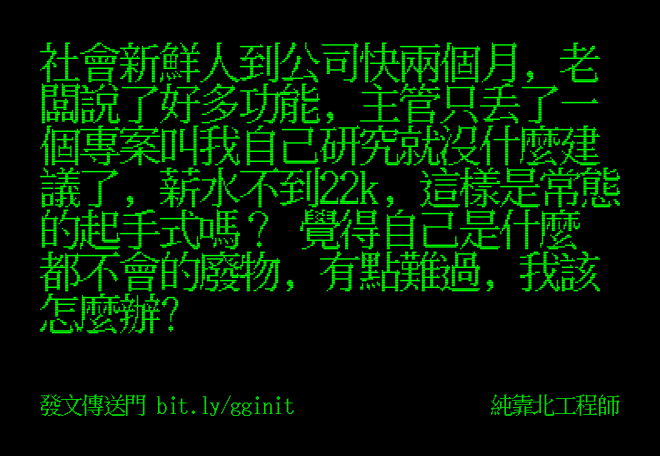 社會新鮮人到公司快兩個月，老
闆說了好多功能，主管只丟了一
個專案叫我自己研究就沒什麼建
議了，薪水不到22k，這樣是常態
的起手式嗎？ 覺得自己是什麼
都不會的廢物，有點難過，我該
怎麼辦?
發文傳送門 bit.ly/gginit
純靠北工程師